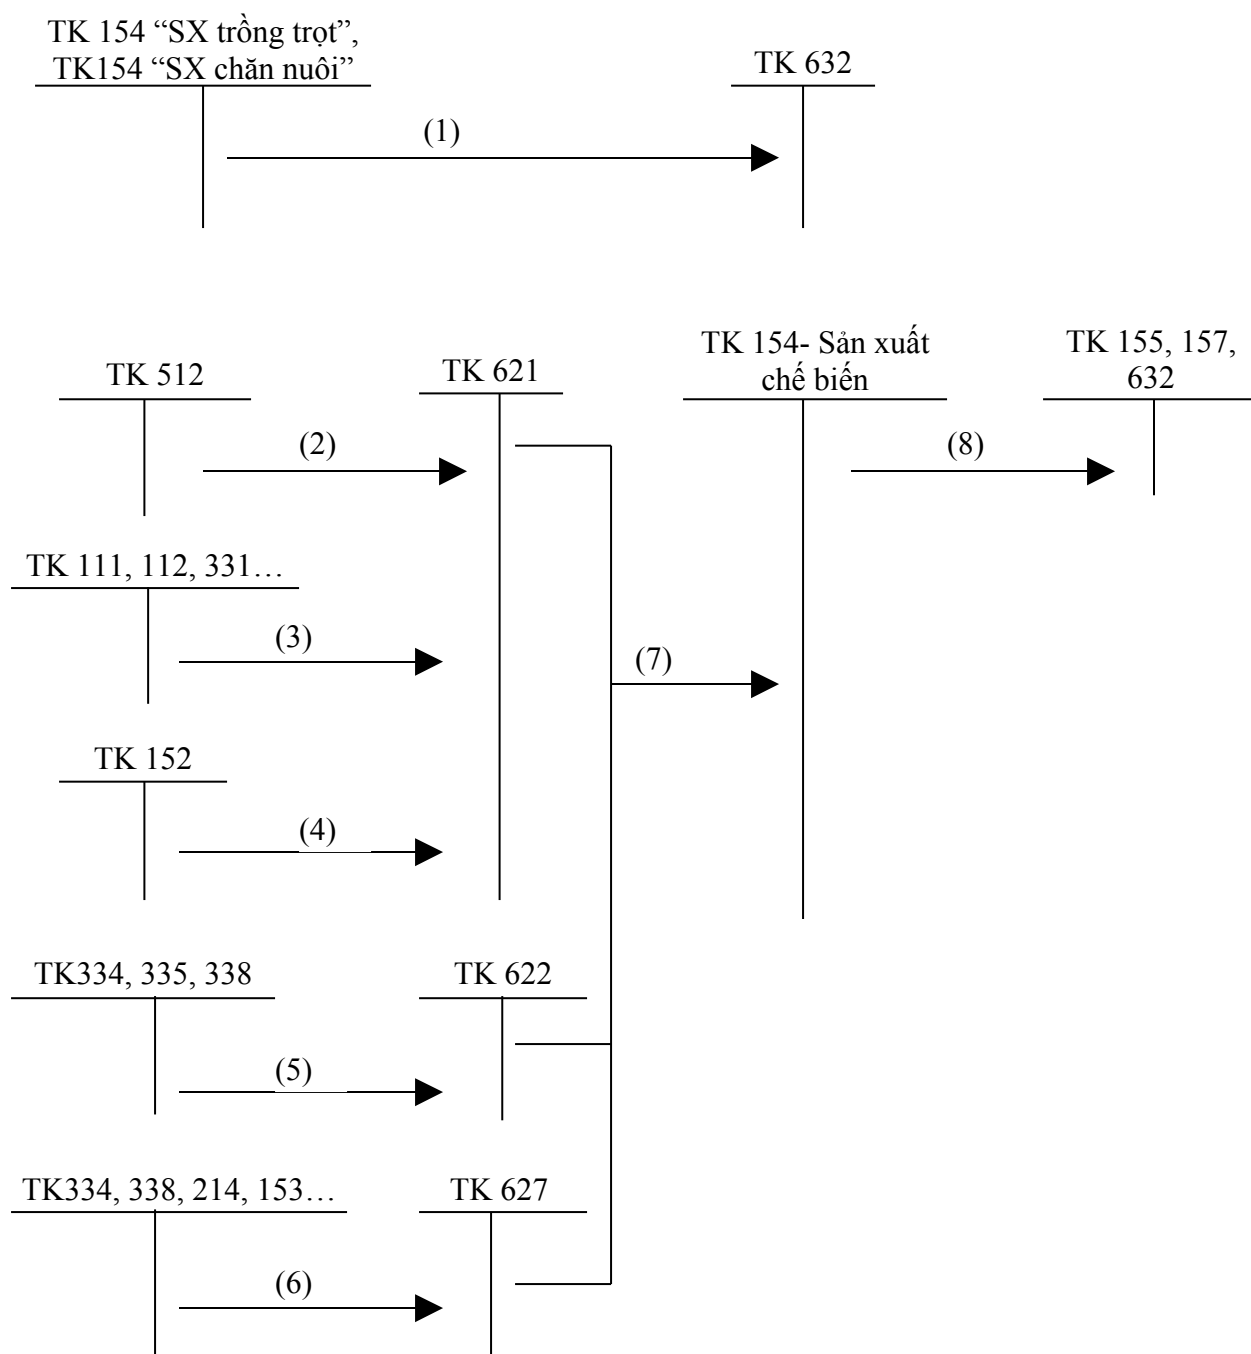 TK 154 “SX trồng trọt”,
TK154 “SX chăn nuôi”
TK 632
(1)
TK 512
TK 621
TK 154- Sản xuất
chế biến
TK 155, 157,
632
(2)
(8)
TK 111, 112, 331…
(3)
(7)
TK 152
(4)
TK334, 335, 338
TK 622
(5)
TK334, 338, 214, 153…
TK 627
(6)